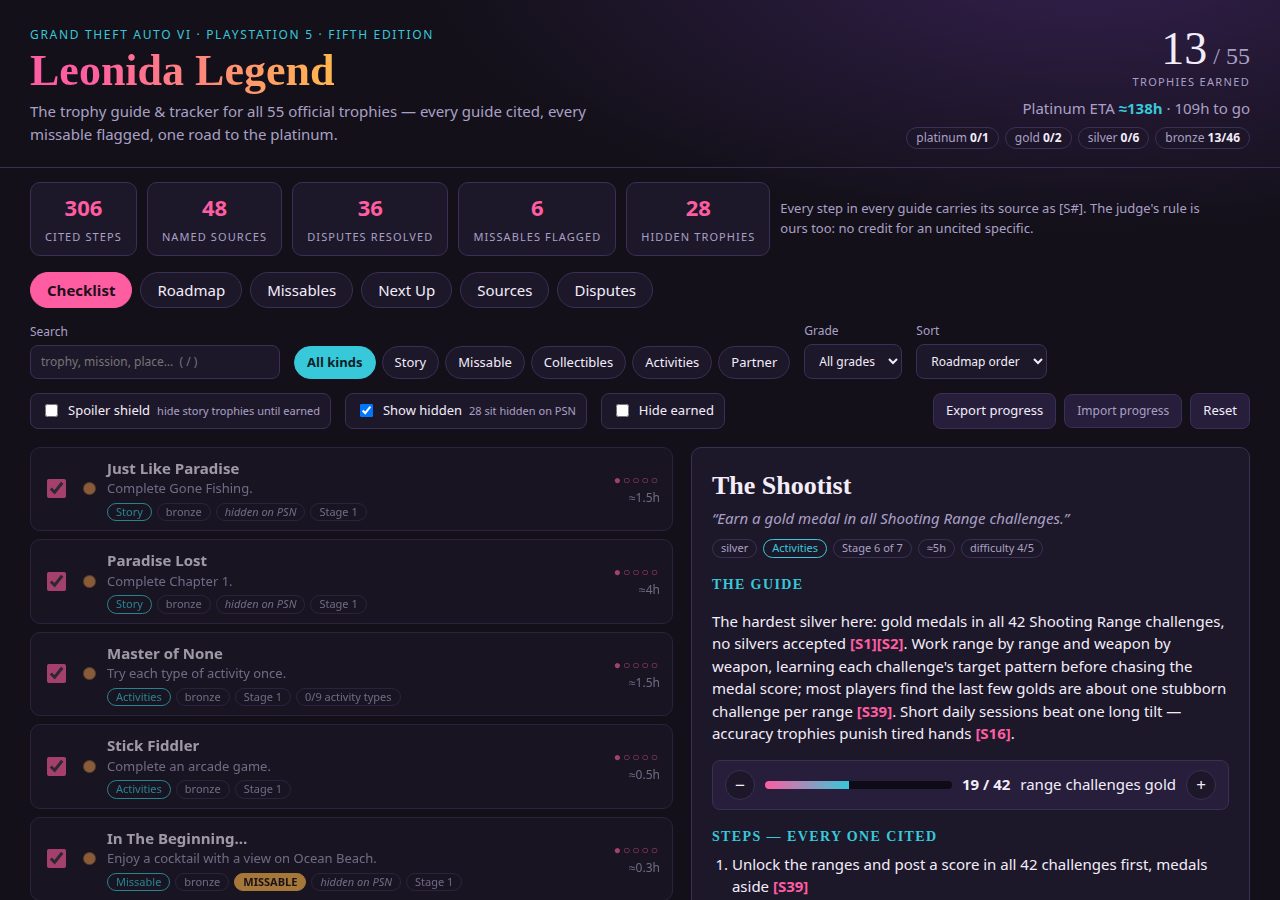 GRAND THEFT AUTO VI · PLAYSTATION 5 · FIFTH EDITION
Leonida Legend
The trophy guide & tracker for all 55 official trophies — every guide cited, every
missable flagged, one road to the platinum.
13 / 55
TROPHIES EARNED
Platinum ETA ≈138h · 109h to go
platinum 0/1 gold 0/2 silver 0/6 bronze 13/46
306
CITED STEPS
48
NAMED SOURCES
36
DISPUTES RESOLVED
6
MISSABLES FLAGGED
28
HIDDEN TROPHIES
Every step in every guide carries its source as [S#]. The judge's rule is
ours too: no credit for an uncited specific.
Checklist Roadmap Missables Next Up Sources Disputes
Search
trophy, mission, place... ( / )
All kinds Story Missable Collectibles Activities Partner
Grade
All grades
Sort
Roadmap order
Spoiler shield hide story trophies until earned
Show hidden 28 sit hidden on PSN
Hide earned
Export progress Import progress Reset
Just Like Paradise
Complete Gone Fishing.
Story bronze hidden on PSN Stage 1
≈1.5h
Paradise Lost
Complete Chapter 1.
Story bronze hidden on PSN Stage 1
≈4h
Master of None
Try each type of activity once.
Activities bronze Stage 1 0/9 activity types
≈1.5h
Stick Fiddler
Complete an arcade game.
Activities bronze Stage 1
≈0.5h
In The Beginning...
Enjoy a cocktail with a view on Ocean Beach.
Missable bronze MISSABLE hidden on PSN Stage 1
≈0.3h
The Shootist
“Earn a gold medal in all Shooting Range challenges.”
silver Activities Stage 6 of 7 ≈5h difficulty 4/5
THE GUIDE
The hardest silver here: gold medals in all 42 Shooting Range challenges,
no silvers accepted [S1][S2]. Work range by range and weapon by
weapon, learning each challenge's target pattern before chasing the
medal score; most players find the last few golds are about one stubborn
challenge per range [S39]. Short daily sessions beat one long tilt —
accuracy trophies punish tired hands [S16].
− 19 / 42 range challenges gold +
STEPS — EVERY ONE CITED
1. Unlock the ranges and post a score in all 42 challenges first, medals
aside [S39]